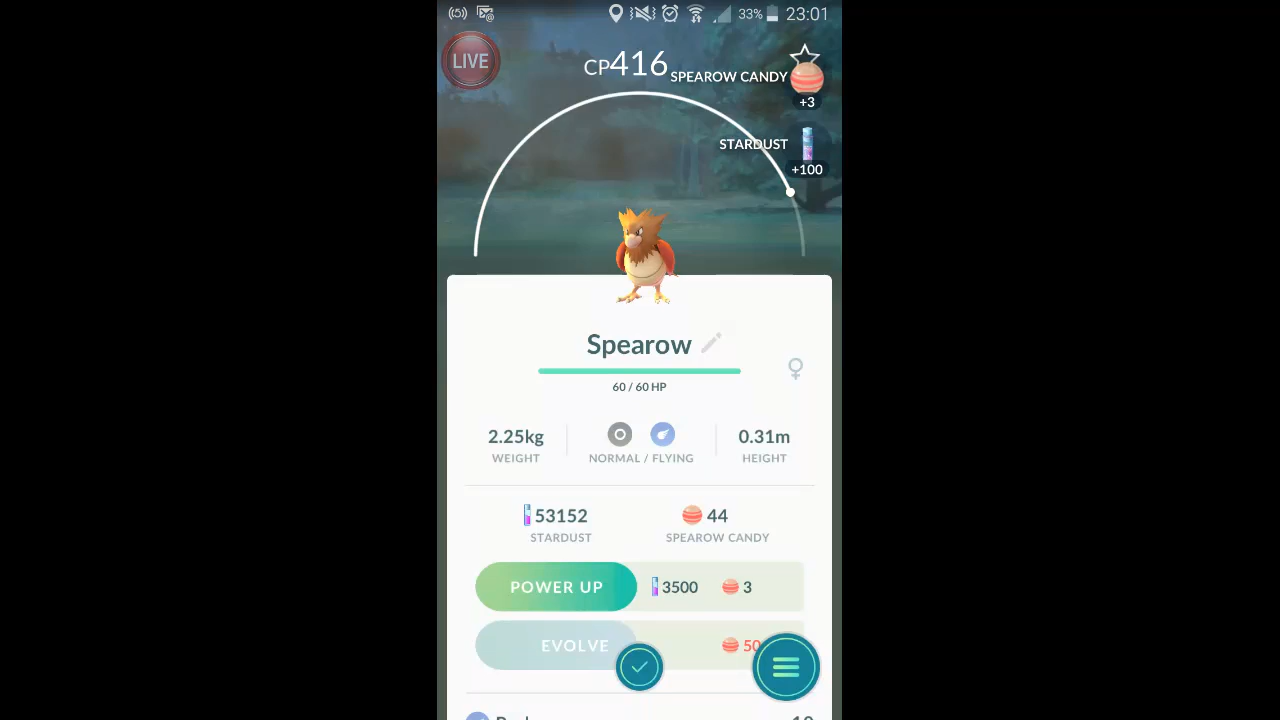 33% 23:01
LIVE
CP416
SPEAROW CANDY
+3
STARDUST
+100
Spearow
60 / 60 HP
2.25kg
WEIGHT
NORMAL / FLYING
0.31m
HEIGHT
53152
STARDUST
44
SPEAROW CANDY
POWER UP 3500 3
EVOLVE 50